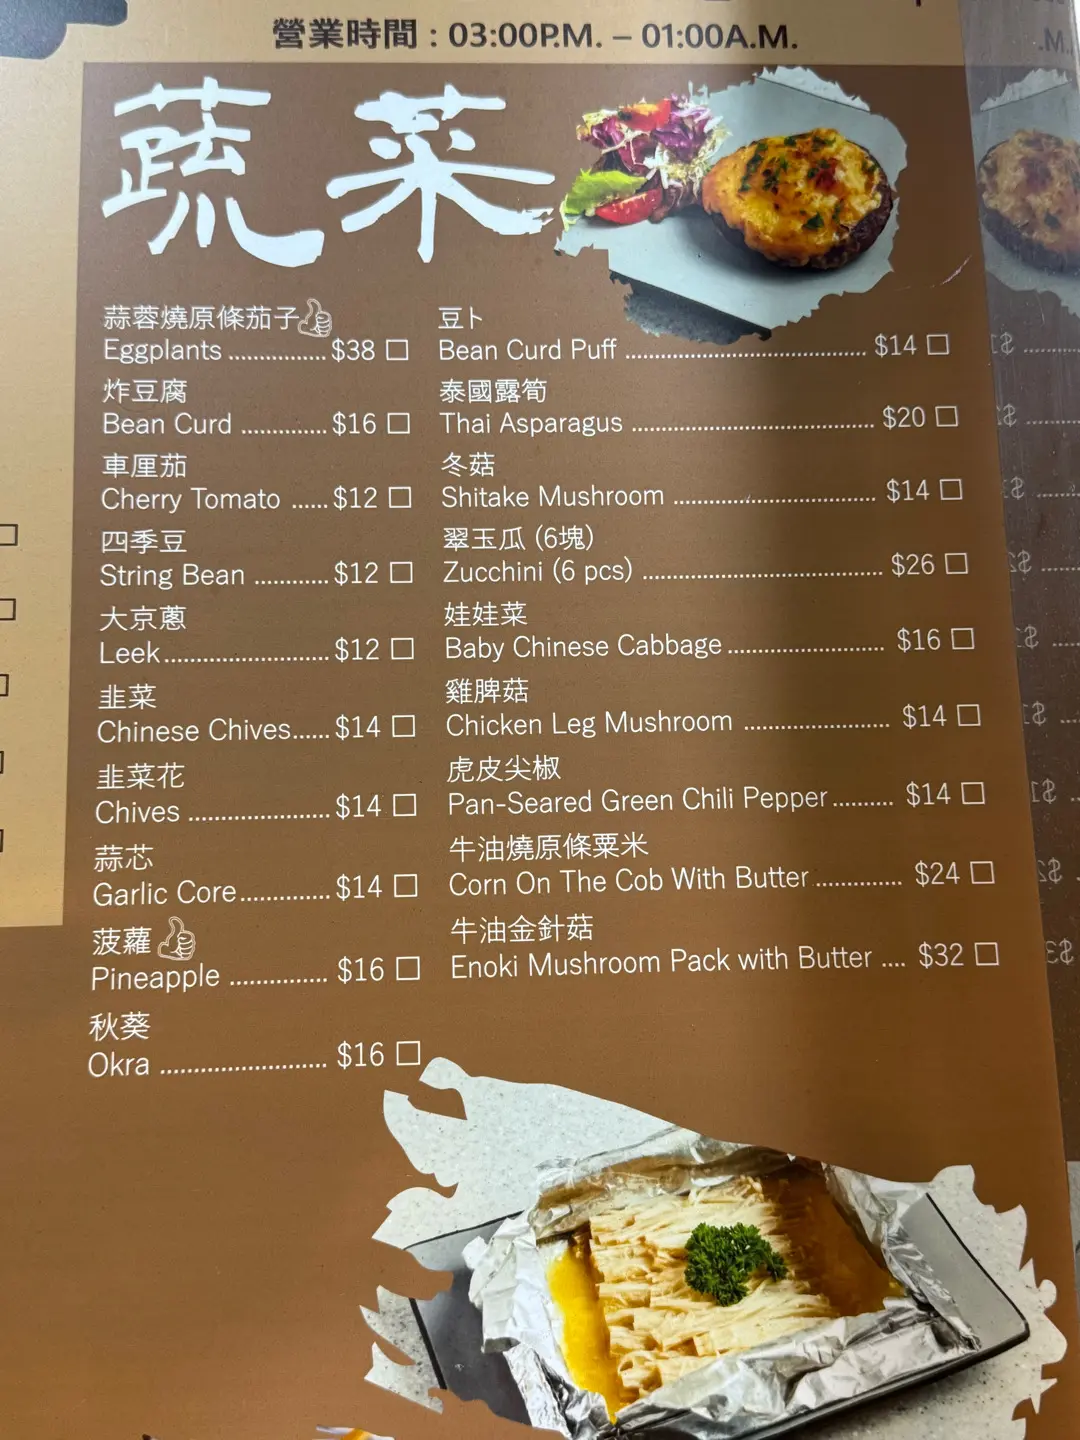 營業時間 : 03:00P.M. – 01:00A.M.
蔬菜
蒜蓉燒原條茄子
Eggplants ............... $38 □
炸豆腐
Bean Curd ............. $16 □
車厘茄
Cherry Tomato ...... $12 □
四季豆
String Bean ............ $12 □
大京蔥
Leek........................... $12 □
韭菜
Chinese Chives...... $14 □
韭菜花
Chives ....................... $14 □
蒜芯
Garlic Core............... $14 □
菠蘿
Pineapple ................ $16 □
秋葵
Okra ........................... $16 □
豆卜
Bean Curd Puff ....................................... $14 □
泰國露筍
Thai Asparagus ....................................... $20 □
冬菇
Shitake Mushroom ................................. $14 □
翠玉瓜 (6塊)
Zucchini (6 pcs) ....................................... $26 □
娃娃菜
Baby Chinese Cabbage ......................... $16 □
雞脾菇
Chicken Leg Mushroom ....................... $14 □
虎皮尖椒
Pan-Seared Green Chili Pepper.......... $14 □
牛油燒原條粟米
Corn On The Cob With Butter .............. $24 □
牛油金針菇
Enoki Mushroom Pack with Butter .... $32 □